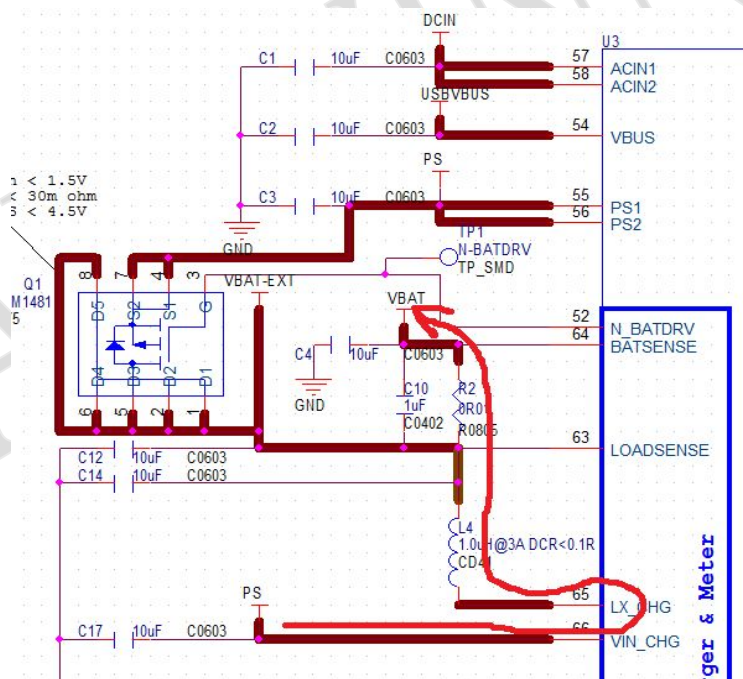 DCIN
U3
C1 10uF C0603 57 ACIN1
58 ACIN2
USBVBUS
C2 10uF C0603 54 VBUS
PS
< 1.5V
< 30m ohm
< 4.5V
C3 10uF C0603 55 PS1
56 PS2
GND
TP1
N-BATDRV
TP_SMD
Q1
M1481
8 7 4 3
VBAT-EXT
D5 S2 S1 G
VBAT
52 N_BATDRV
64 BATSENSE
C4 10uF C0603
D4 D3 D2 D1
GND
C10 R2
1uF 0R01
C0402 R0805
6 5 2 1
63 LOADSENSE
C12 10uF C0603
C14 10uF C0603
L4
1.0uH@3A DCR<0.1R
PS
65 LX_CHG
C17 10uF C0603 66 VIN_CHG
& Meter